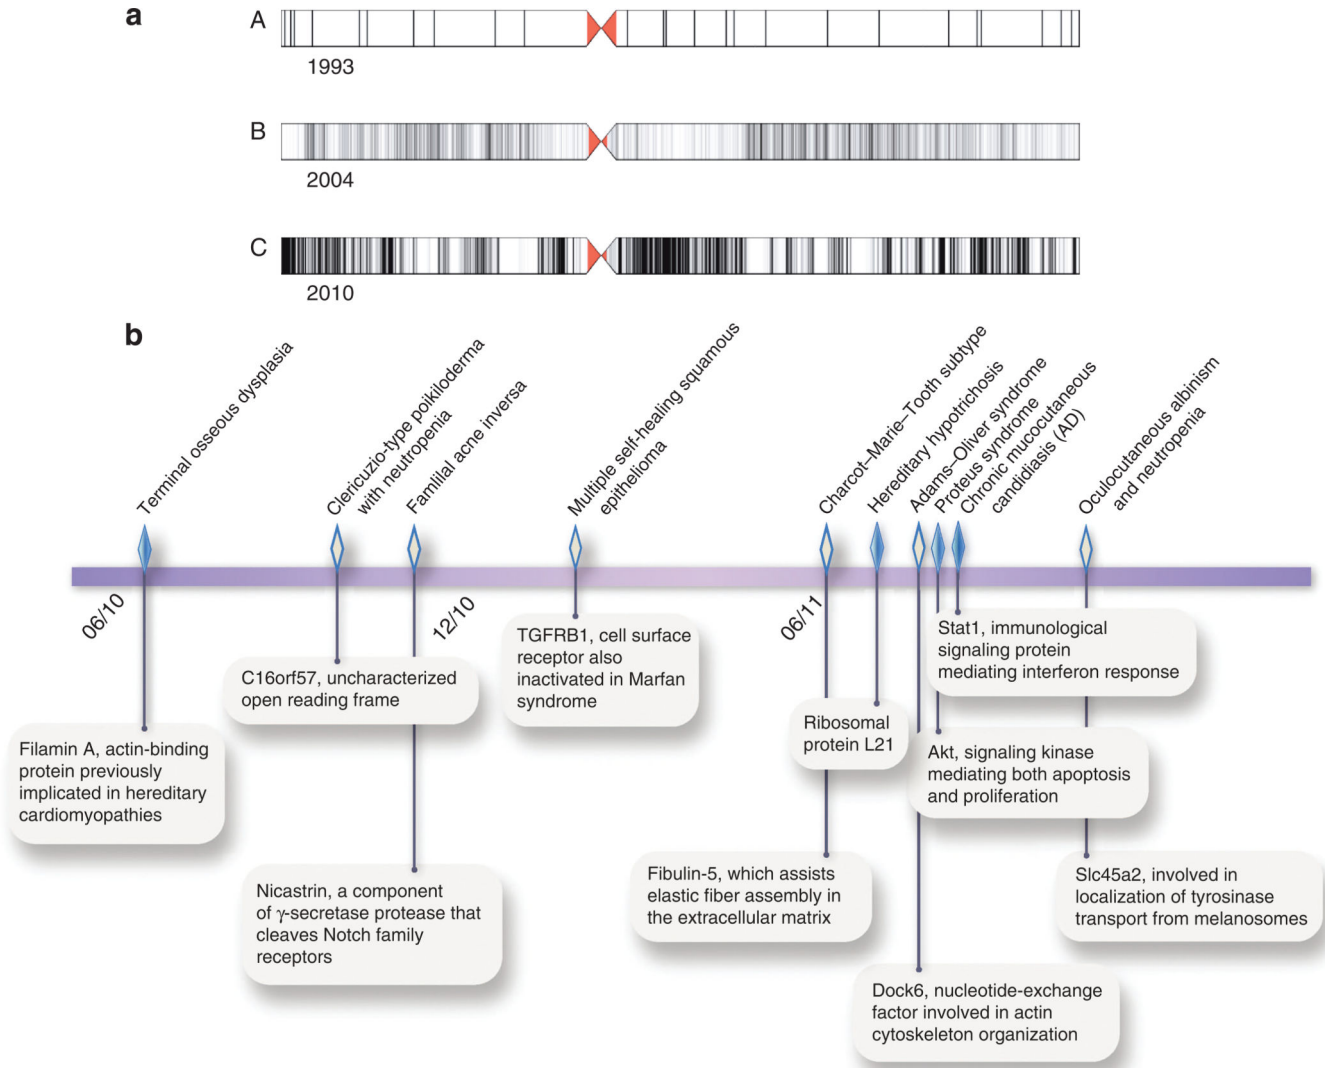 a
A
1993
B
2004
C
2010
b
Terminal osseous dysplasia
Clericuzio-type poikiloderma
with neutropenia
Famlilal acne inversa
Multiple self-healing squamous
epithelioma
Charcot–Marie–Tooth subtype
Hereditary hypotrichosis
Adams–Oliver syndrome
Proteus syndrome
Chronic mucocutaneous
candidiasis (AD)
Oculocutaneous albinism
and neutropenia
06/10
12/10
06/11
Filamin A, actin-binding
protein previously
implicated in hereditary
cardiomyopathies
C16orf57, uncharacterized
open reading frame
Nicastrin, a component
of γ-secretase protease that
cleaves Notch family
receptors
TGFRB1, cell surface
receptor also
inactivated in Marfan
syndrome
Fibulin-5, which assists
elastic fiber assembly in
the extracellular matrix
Ribosomal
protein L21
Dock6, nucleotide-exchange
factor involved in actin
cytoskeleton organization
Akt, signaling kinase
mediating both apoptosis
and proliferation
Stat1, immunological
signaling protein
mediating interferon response
Slc45a2, involved in
localization of tyrosinase
transport from melanosomes